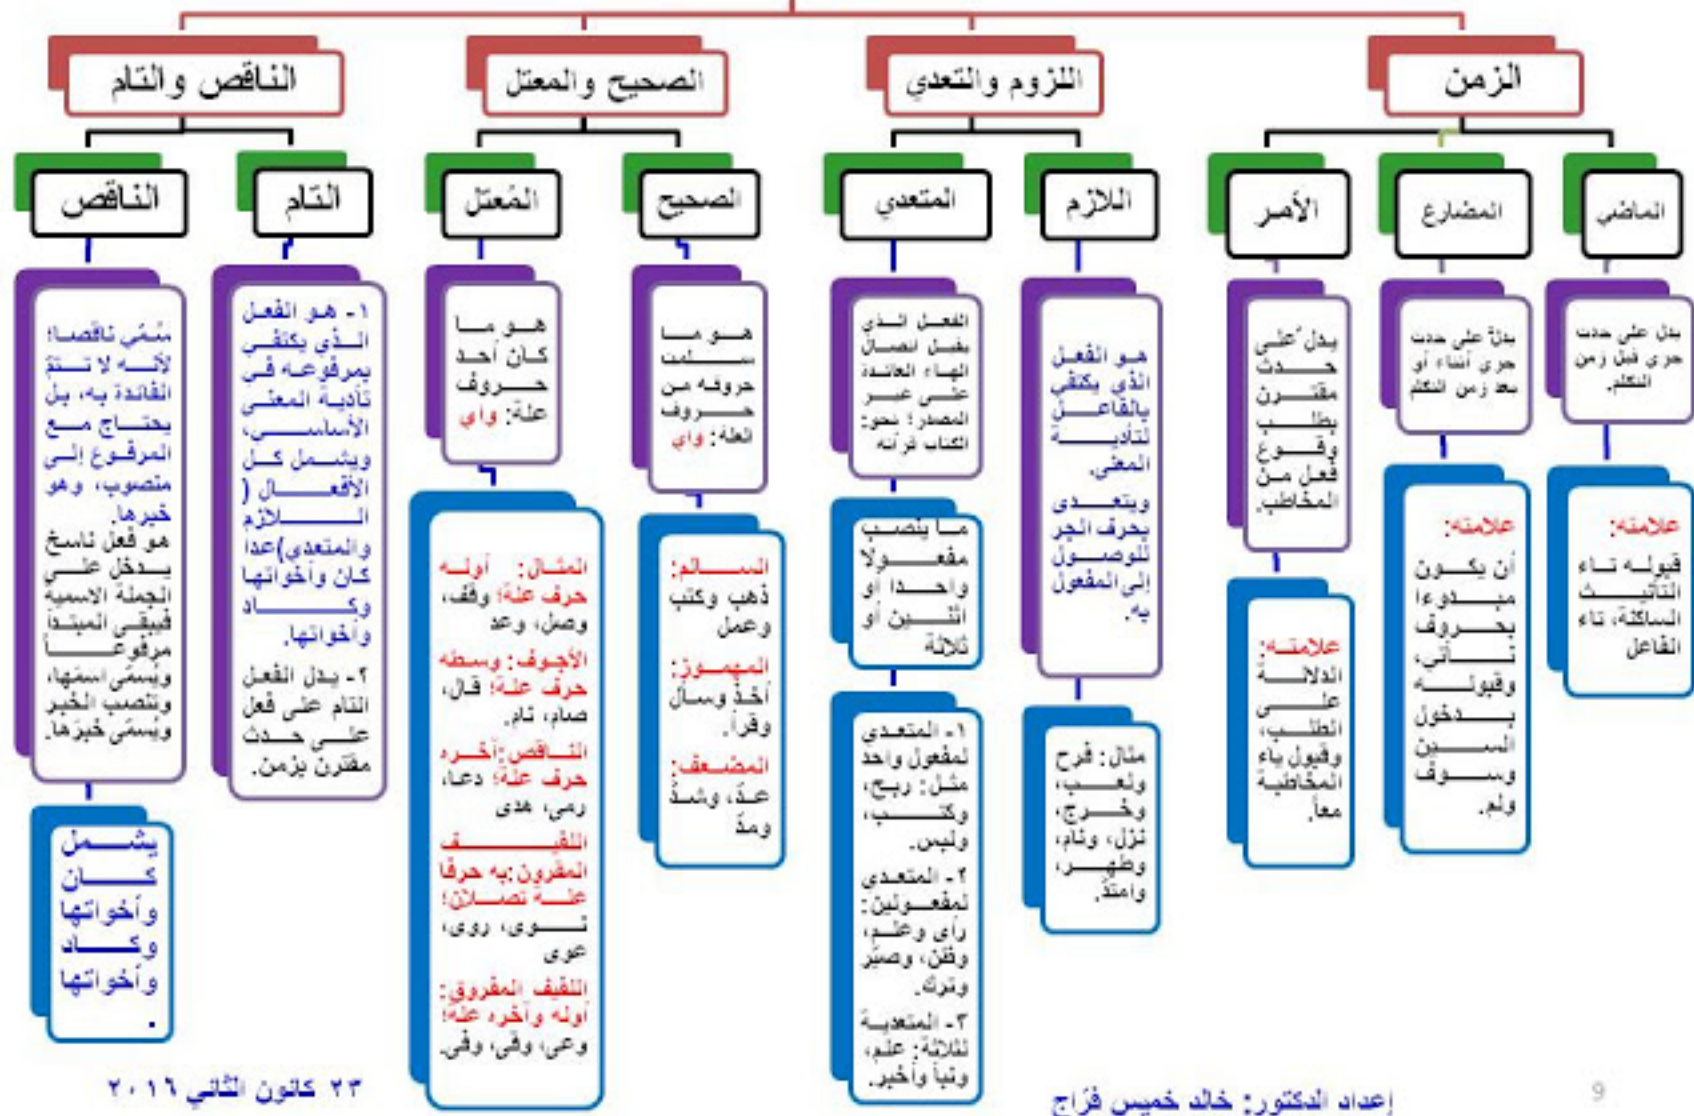 الزمن
اللزوم والتعدي
الصحيح والمعتل
الناقص والتام
الماضي
المضارع
الأمر
اللازم
المتعدي
الصحيح
المُعتل
التام
الناقص
يدل على حدث
جرى قبل زمن
التكلم.
علامته:
قبوله تاء
التأنيث
الساكنة، تاء
الفاعل
يدلّ على حدث
جرى أثناء أو
بعد زمن التكلم
علامته:
أن يكون
مبدوءا
بحروف
نأتي،
وقبوله
بدخول
السين
وسوف
ولم.
يدل على
حدث
مقترن
بطلب
وقوع
فعل من
المخاطب.
علامته:
الدلالة
على
الطلب،
وقبول ياء
المخاطبة
معاً.
هو الفعل
الذي يكتفي
بالفاعل
لتأدية
المعنى.
ويتعدى
بحرف الجر
للوصول
إلى المفعول
به.
مثال: فرح
ولعب،
وخرج،
نزل، ونام،
وطهر،
وامتدّ.
الفعل الذي
يقبل اتصال
الهاء العائدة
على غير
المصدر؛ نحو:
الكتاب قرأته
ما ينصب
مفعولا
واحدا أو
اثنين أو
ثلاثة
١- المتعدي
لمفعول واحد
مثل: ربح،
وكتب،
ولبس.
٢- المتعدي
لمفعولين:
رأى وعلم،
وظن، وصيّر
وترك.
٣- المتعدية
لثلاثة: علم،
ونبأ وأخبر.
هو ما
سلمت
حروفه من
حروف
العلة: واي
السالم:
ذهب وكتب
وعمل
المهموز:
أخذ وسأل
وقرأ.
المضعف:
عدّ، وشدّ
ومدّ
هو ما
كان أحد
حروف
علة: واي
المثال: أوله
حرف علة؛ وقف،
وصل، وعد
الأجوف: وسطه
حرف علة؛ قال،
صام، نام.
الناقص: آخره
حرف علة؛ دعا،
رمى، هدى
اللفيف
المقرون: به حرفا
علة
روى،
عوى
اللفيف المفروق:
أوله وآخره علة؛
وعى، وقى، وفى.
١- هو الفعل
الذي يكتفي
بمرفوعه في
تأدية المعنى
الأساسي،
ويشمل كل
الأفعال (
اللازم
والمتعدي)عدا
كان وأخواتها
وكاد
وأخواتها.
٢- يدل الفعل
التام على فعل
على حدث
مقترن بزمن.
سُمّي ناقصا؛
لأنه لا تتمّ
الفائدة به، بل
يحتاج مع
المرفوع إلى
منصوب، وهو
خبرها.
هو فعل ناسخ
يدخل على
الجملة الاسمية
فيبقى المبتدأ
مرفوعاً
ويُسمّى اسمَها،
وتنصب الخبر
ويُسمّى خبرَها.
يشمل
كان
وأخواتها
وكاد
وأخواتها
.
٢٣ كانون الثاني ٢٠١٦
إعداد الدكتور: خالد خميس فرّاج
9